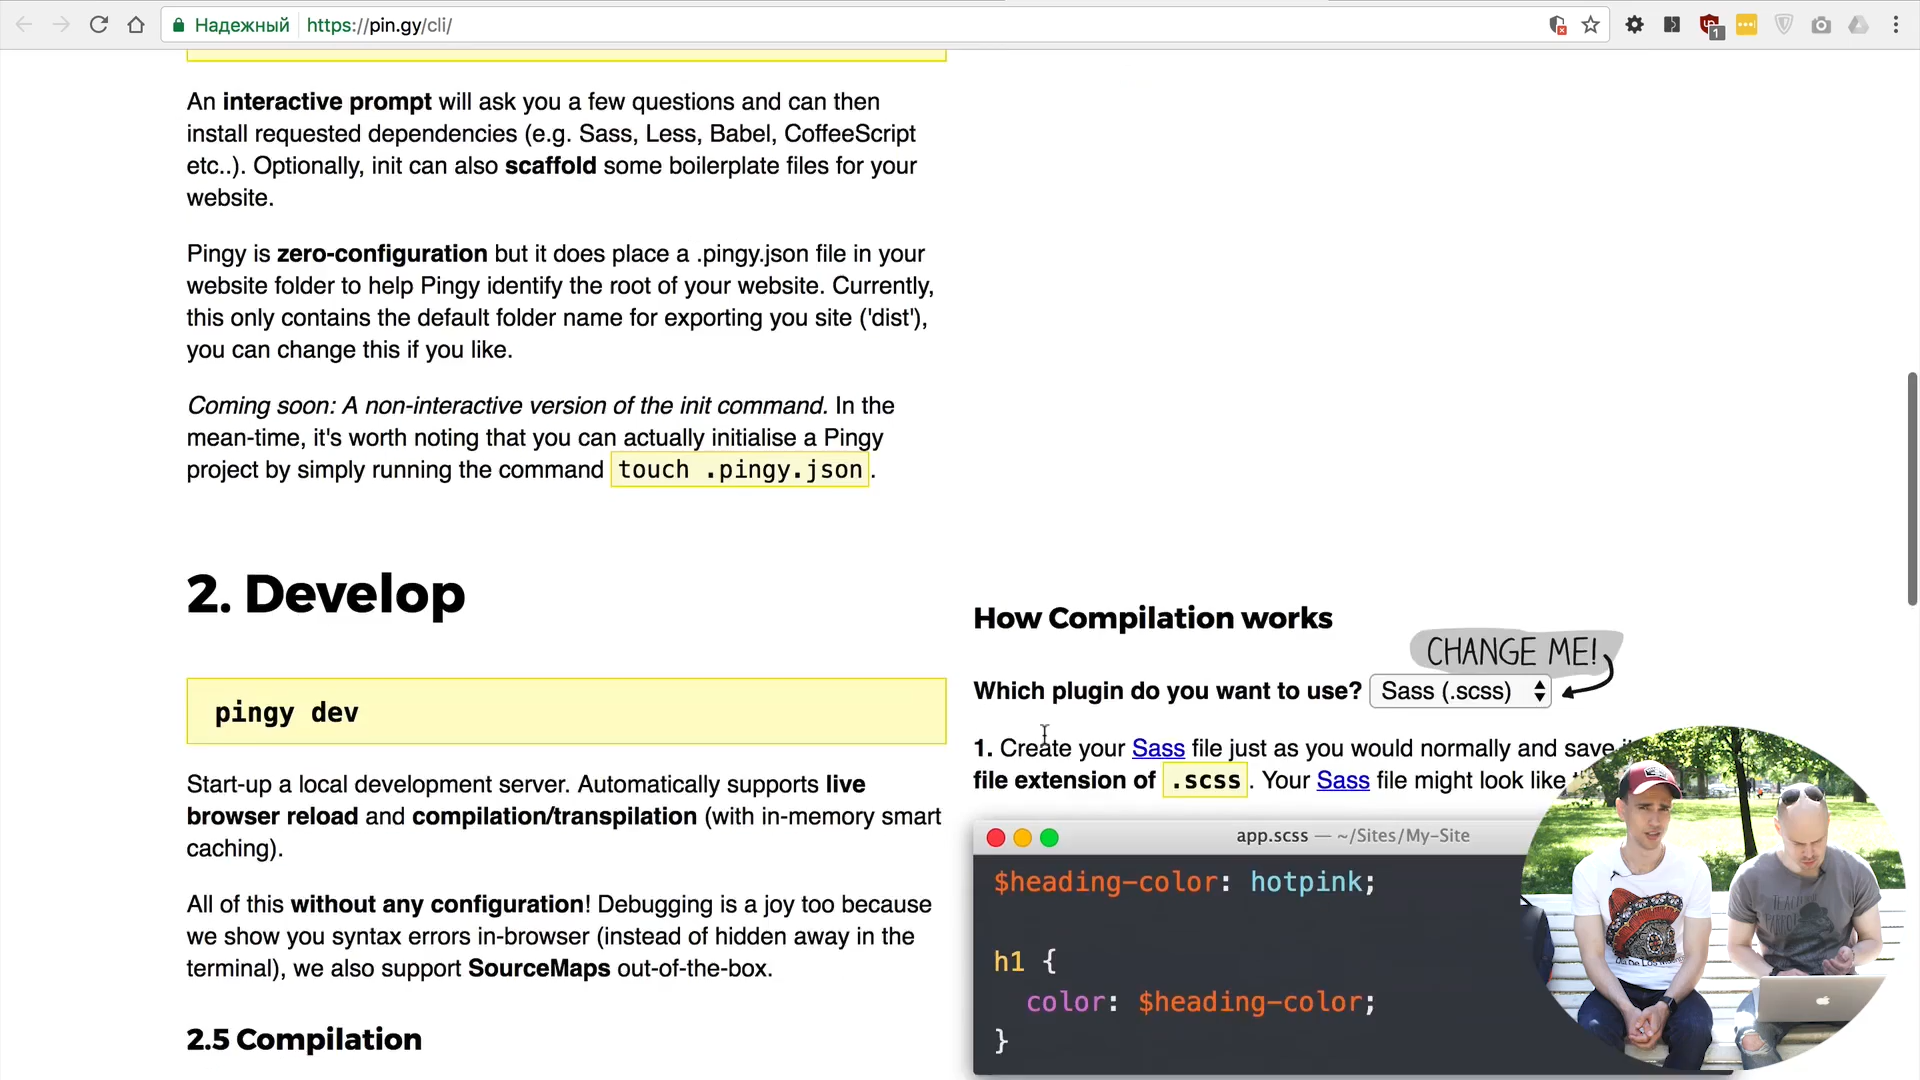 Надежный
https://pin.gy/cli/
1
An interactive prompt will ask you a few questions and can then
install requested dependencies (e.g. Sass, Less, Babel, CoffeeScript
etc..). Optionally, init can also scaffold some boilerplate files for your
website.
Pingy is zero-configuration but it does place a .pingy.json file in your
website folder to help Pingy identify the root of your website. Currently,
this only contains the default folder name for exporting you site ('dist'),
you can change this if you like.
Coming soon: A non-interactive version of the init command. In the
mean-time, it's worth noting that you can actually initialise a Pingy
project by simply running the command touch .pingy.json.
2. Develop
pingy dev
Start-up a local development server. Automatically supports live
browser reload and compilation/transpilation (with in-memory smart
caching).
All of this without any configuration! Debugging is a joy too because
we show you syntax errors in-browser (instead of hidden away in the
terminal), we also support SourceMaps out-of-the-box.
2.5 Compilation
How Compilation works
CHANGE ME!
Which plugin do you want to use? Sass (.scss)
1. Create your Sass file just as you would normally and save
file extension of .scss. Your Sass file might look like
app.scss — ~/Sites/My-Site
$heading-color: hotpink;
h1 {
color: $heading-color;
}